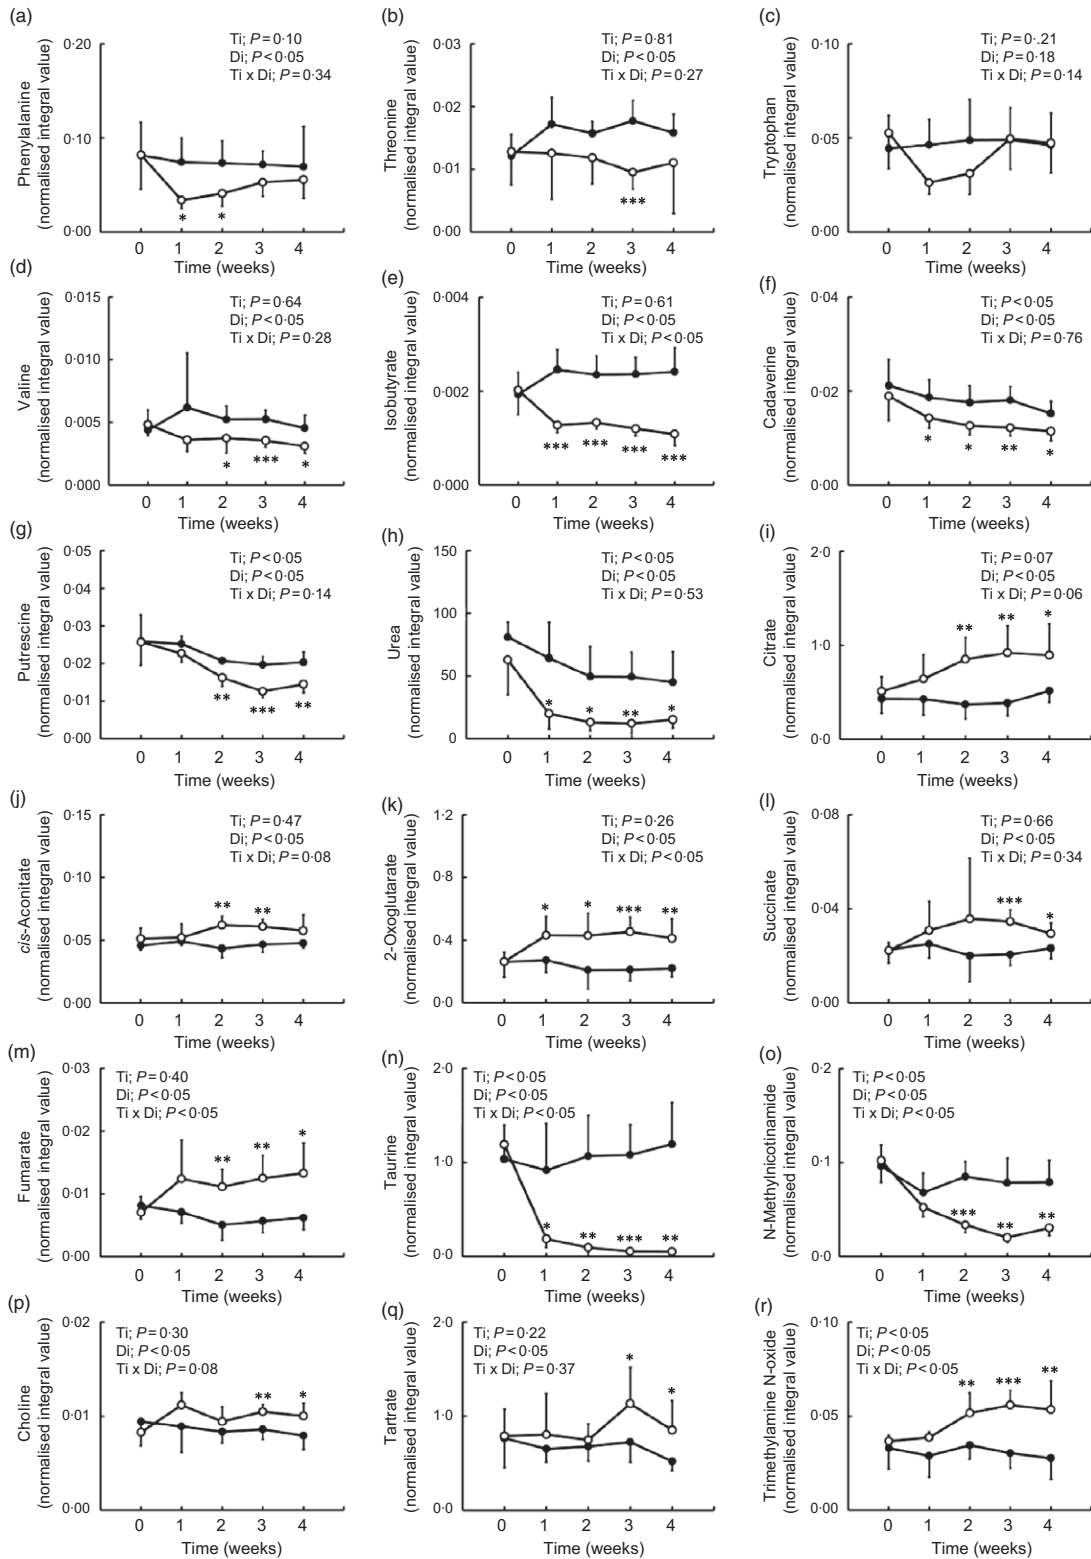 (a)
Phenylalanine
(normalised integral value)
0·20
0·10
0·00
Ti; P = 0·10
Di; P < 0·05
Ti x Di; P = 0·34
*
*
0 1 2 3 4
Time (weeks)
(b)
Threonine
(normalised integral value)
0·03
0·02
0·01
0·00
Ti; P = 0·81
Di; P < 0·05
Ti x Di; P = 0·27
***
0 1 2 3 4
Time (weeks)
(c)
Tryptophan
(normalised integral value)
0·10
0·05
0·00
Ti; P = 0·.21
Di; P = 0·18
Ti x Di; P = 0·14
0 1 2 3 4
Time (weeks)
(d)
Valine
(normalised integral value)
0·015
0·010
0·005
0·000
Ti; P = 0·64
Di; P < 0·05
Ti x Di; P = 0·28
* *** *
0 1 2 3 4
Time (weeks)
(e)
Isobutyrate
(normalised integral value)
0·004
0·002
0·000
Ti; P = 0·61
Di; P < 0·05
Ti x Di; P < 0·05
*** *** *** ***
0 1 2 3 4
Time (weeks)
(f)
Cadaverine
(normalised integral value)
0·04
0·02
0·00
Ti; P < 0·05
Di; P < 0·05
Ti x Di; P = 0·76
* * ** *
0 1 2 3 4
Time (weeks)
(g)
Putrescine
(normalised integral value)
0·05
0·04
0·03
0·02
0·01
0·00
Ti; P < 0·05
Di; P < 0·05
Ti x Di; P = 0·14
** *** **
0 1 2 3 4
Time (weeks)
(h)
Urea
(normalised integral value)
150
100
50
0
Ti; P < 0·05
Di; P < 0·05
Ti x Di; P = 0·53
* * ** *
0 1 2 3 4
Time (weeks)
(i)
Citrate
(normalised integral value)
2·0
1·0
0·0
Ti; P = 0·07
Di; P < 0·05
Ti x Di; P = 0·06
** ** *
0 1 2 3 4
Time (weeks)
(j)
cis-Aconitate
(normalised integral value)
0·15
0·10
0·05
0·00
Ti; P = 0·47
Di; P < 0·05
Ti x Di; P = 0·08
** **
0 1 2 3 4
Time (weeks)
(k)
2-Oxoglutarate
(normalised integral value)
1·2
0·8
0·4
0·0
Ti; P = 0·26
Di; P < 0·05
Ti x Di; P < 0·05
* * *** **
0 1 2 3 4
Time (weeks)
(l)
Succinate
(normalised integral value)
0·08
0·04
0·00
Ti; P = 0·66
Di; P < 0·05
Ti x Di; P = 0·34
*** *
0 1 2 3 4
Time (weeks)
(m)
Fumarate
(normalised integral value)
0·03
0·02
0·01
0·00
Ti; P = 0·40
Di; P < 0·05
Ti x Di; P < 0·05
** ** *
0 1 2 3 4
Time (weeks)
(n)
Taurine
(normalised integral value)
2·0
1·0
0·0
Ti; P < 0·05
Di; P < 0·05
Ti x Di; P < 0·05
* ** *** **
0 1 2 3 4
Time (weeks)
(o)
N-Methylnicotinamide
(normalised integral value)
0·2
0·1
0·0
Ti; P < 0·05
Di; P < 0·05
Ti x Di; P < 0·05
*** ** **
0 1 2 3 4
Time (weeks)
(p)
Choline
(normalised integral value)
0·02
0·01
0·00
Ti; P = 0·30
Di; P < 0·05
Ti x Di; P = 0·08
** *
0 1 2 3 4
Time (weeks)
(q)
Tartrate
(normalised integral value)
2·0
1·0
0·0
Ti; P = 0·22
Di; P < 0·05
Ti x Di; P = 0·37
* *
0 1 2 3 4
Time (weeks)
(r)
Trimethylamine N-oxide
(normalised integral value)
0·10
0·05
0·00
Ti; P < 0·05
Di; P < 0·05
Ti x Di; P < 0·05
** *** **
0 1 2 3 4
Time (weeks)